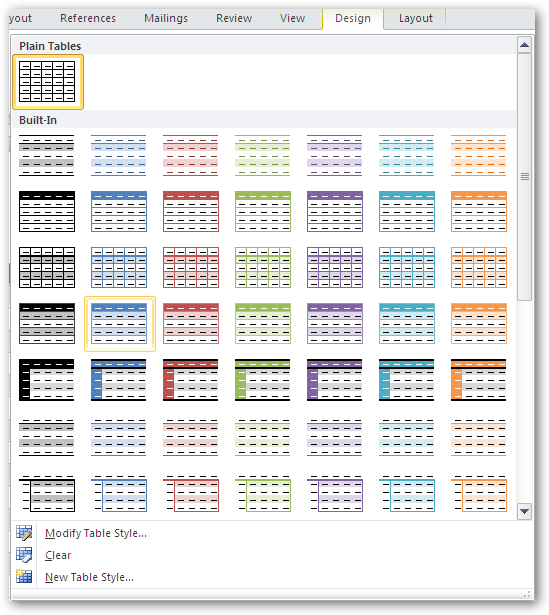 yout References Mailings Review View Design Layout
Plain Tables
Built-In
Modify Table Style...
Clear
New Table Style...